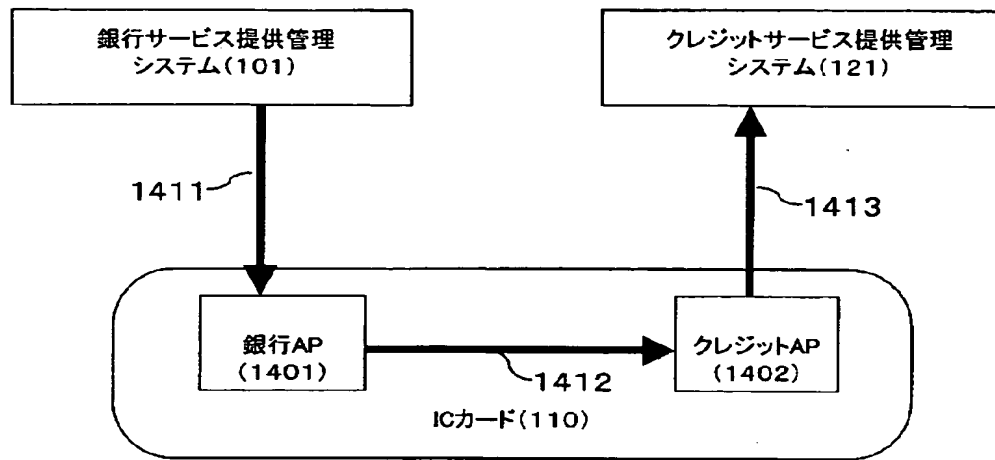 銀行サービス提供管理
システム(101)
クレジットサービス提供管理
システム(121)
1411
1413
銀行AP
(1401)
クレジットAP
(1402)
1412
ICカード(110)